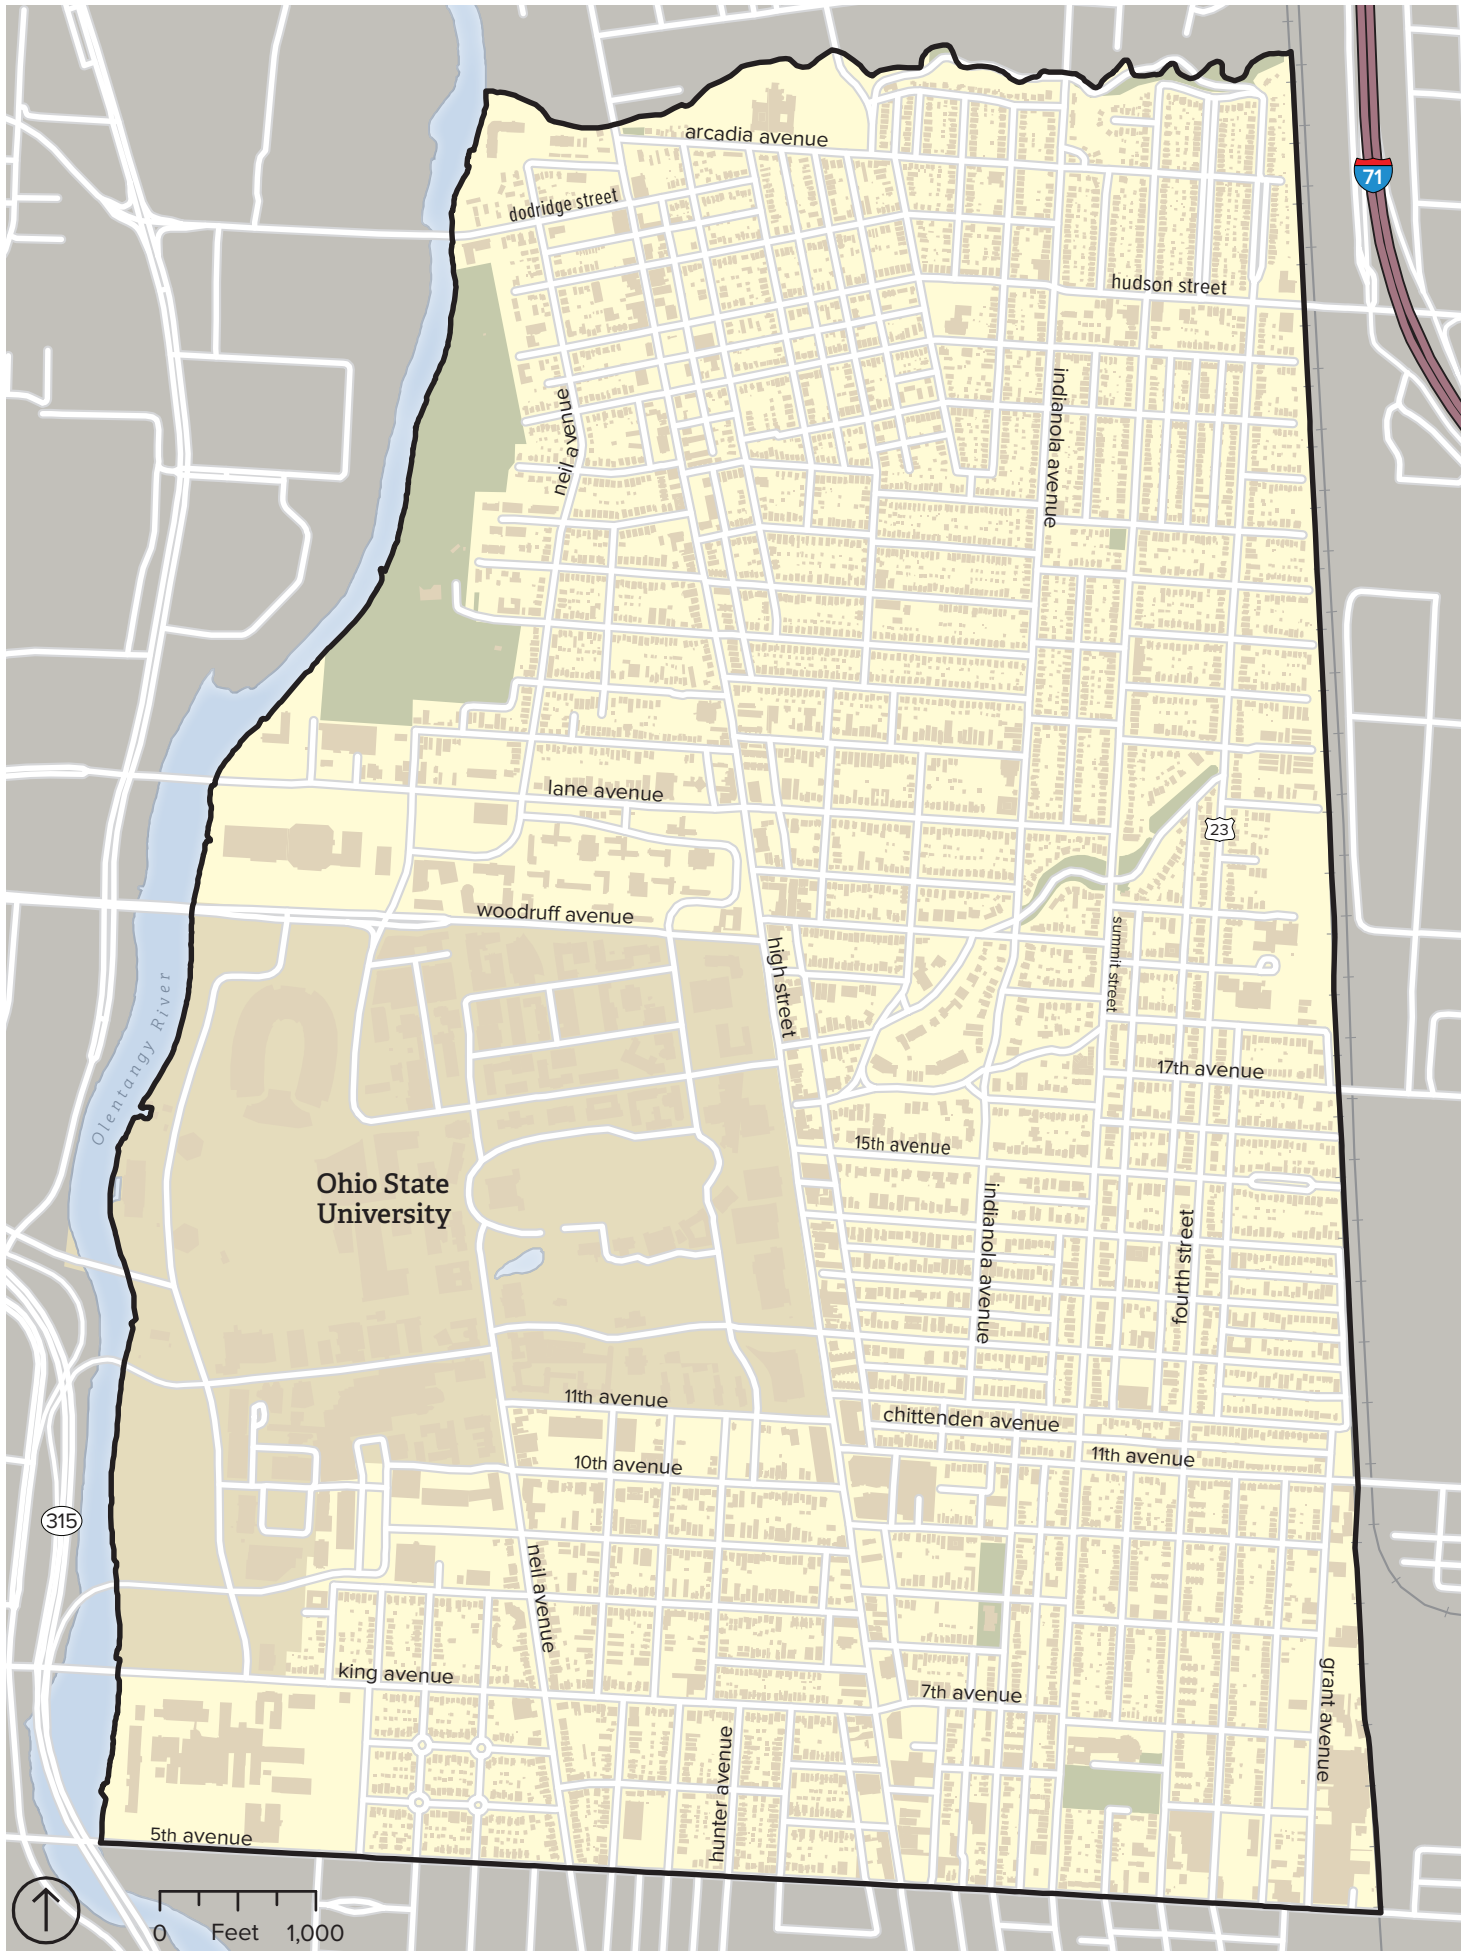 arcadia avenue
71
dodridge street
hudson street
neil avenue
indianola avenue
lane avenue
23
woodruff avenue
summit street
high street
Olentangy River
17th avenue
15th avenue
Ohio State
University
indianola avenue
fourth street
11th avenue
chittenden avenue
11th avenue
10th avenue
315
neil avenue
king avenue
7th avenue
grant avenue
hunter avenue
5th avenue
0 Feet 1,000